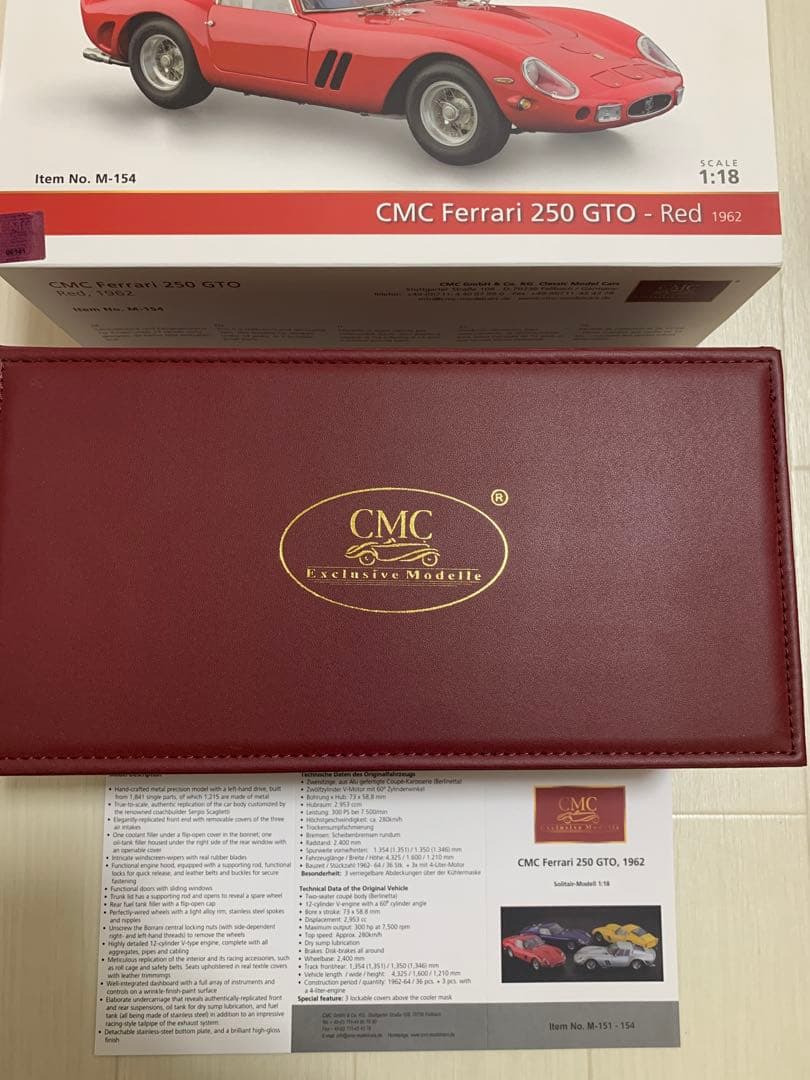 Item No. M-154
SCALE
1:18
CMC Ferrari 250 GTO - Red 1962
CMC Ferrari 250 GTO
Red, 1962
Item No. M-154
CMC GmbH & Co. KG, Classic Model Cars
CMC
®
CMC
Exclusive Modelle
Model Description
• Hand-crafted metal precision model with a left-hand drive, built
from 1,841 single parts, of which 1,215 are made of metal
• True-to-scale, authentic replication of the car body customized by
the renowned coachbuilder Sergio Scaglietti
• Elegantly-replicated front end with removable covers of the three
air intakes
• One coolant filler under a flip-open cover in the bonnet; one
oil-tank filler housed under the right side of the rear window with
an openable cover
• Intricate windscreen-wipers with real rubber blades
• Functional engine hood, equipped with a supporting rod, functional
locks for quick release, and leather belts and buckles for secure
fastening
• Functional doors with sliding windows
• Trunk lid has a supporting rod and opens to reveal a spare wheel
• Rear fuel tank filler with a flip-open cap
• Perfectly-wired wheels with a light alloy rim, stainless steel spokes
and nipples
• Unscrew the Borrani central locking nuts (with side-dependent
right- and left-hand threads) to remove the wheels
• Highly detailed 12-cylinder V-type engine, complete with all
aggregates, pipes and cabling
• Meticulous replication of the interior and its racing accessories, such
as roll cage and safety belts. Seats upholstered in real textile covers
with leather trimmings
• Well-integrated dashboard with a full array of instruments and
controls on a wrinkle-finish-paint surface
• Elaborate undercarriage that reveals authentically-replicated front
and rear suspensions, oil tank for dry sump lubrication, and fuel
tank (all being made of stainless steel) in addition to an impressive
racing-style tailpipe of the exhaust system
• Detachable stainless-steel bottom plate, and a brilliant high-gloss
finish
Technische Daten des Originalfahrzeugs
• Zweisitzige, aus Alu gefertigte Coupé-Karosserie (Berlinetta)
• Zwölfzylinder V-Motor mit 60° Zylinderwinkel
• Bohrung x Hub: 73 x 58,8 mm
• Hubraum: 2.953 ccm
• Leistung: 300 PS bei 7.500/min
• Höchstgeschwindigkeit: ca. 280km/h
• Trockensumpfschmierung
• Bremsen: Scheibenbremsen rundum
• Radstand: 2.400 mm
• Spurweite vorne/hinten: 1.354 (1.351) / 1.350 (1.346) mm
• Fahrzeuglänge / Breite / Höhe: 4.325 / 1.600 / 1.210 mm
• Bauzeit / Stückzahl 1962- 64 / 36 Stk. + 3x mit 4-Liter-Motor
Besonderheit: 3 verriegelbare Abdeckungen über der Kühlermaske
Technical Data of the Original Vehicle
• Two-seater coupé body (Berlinetta)
• 12-cylinder V-engine with a 60° cylinder angle
• Bore x stroke: 73 x 58.8 mm
• Displacement: 2,953 cc
• Maximum output: 300 hp at 7,500 rpm
• Top speed: Approx. 280km/h
• Dry sump lubrication
• Brakes: Disk-brakes all around
• Wheelbase: 2,400 mm
• Track front/rear: 1,354 (1,351) / 1,350 (1,346) mm
• Vehicle length / wide / height: 4,325 / 1,600 / 1,210 mm
• Construction period / quantity: 1962-64 / 36 pcs. + 3 pcs. with
a 4-liter-engine
Special feature: 3 lockable covers above the cooler mask
CMC
Exclusive Modelle
CMC Ferrari 250 GTO, 1962
Solitair-Modell 1:18
Item No. M-151 - 154